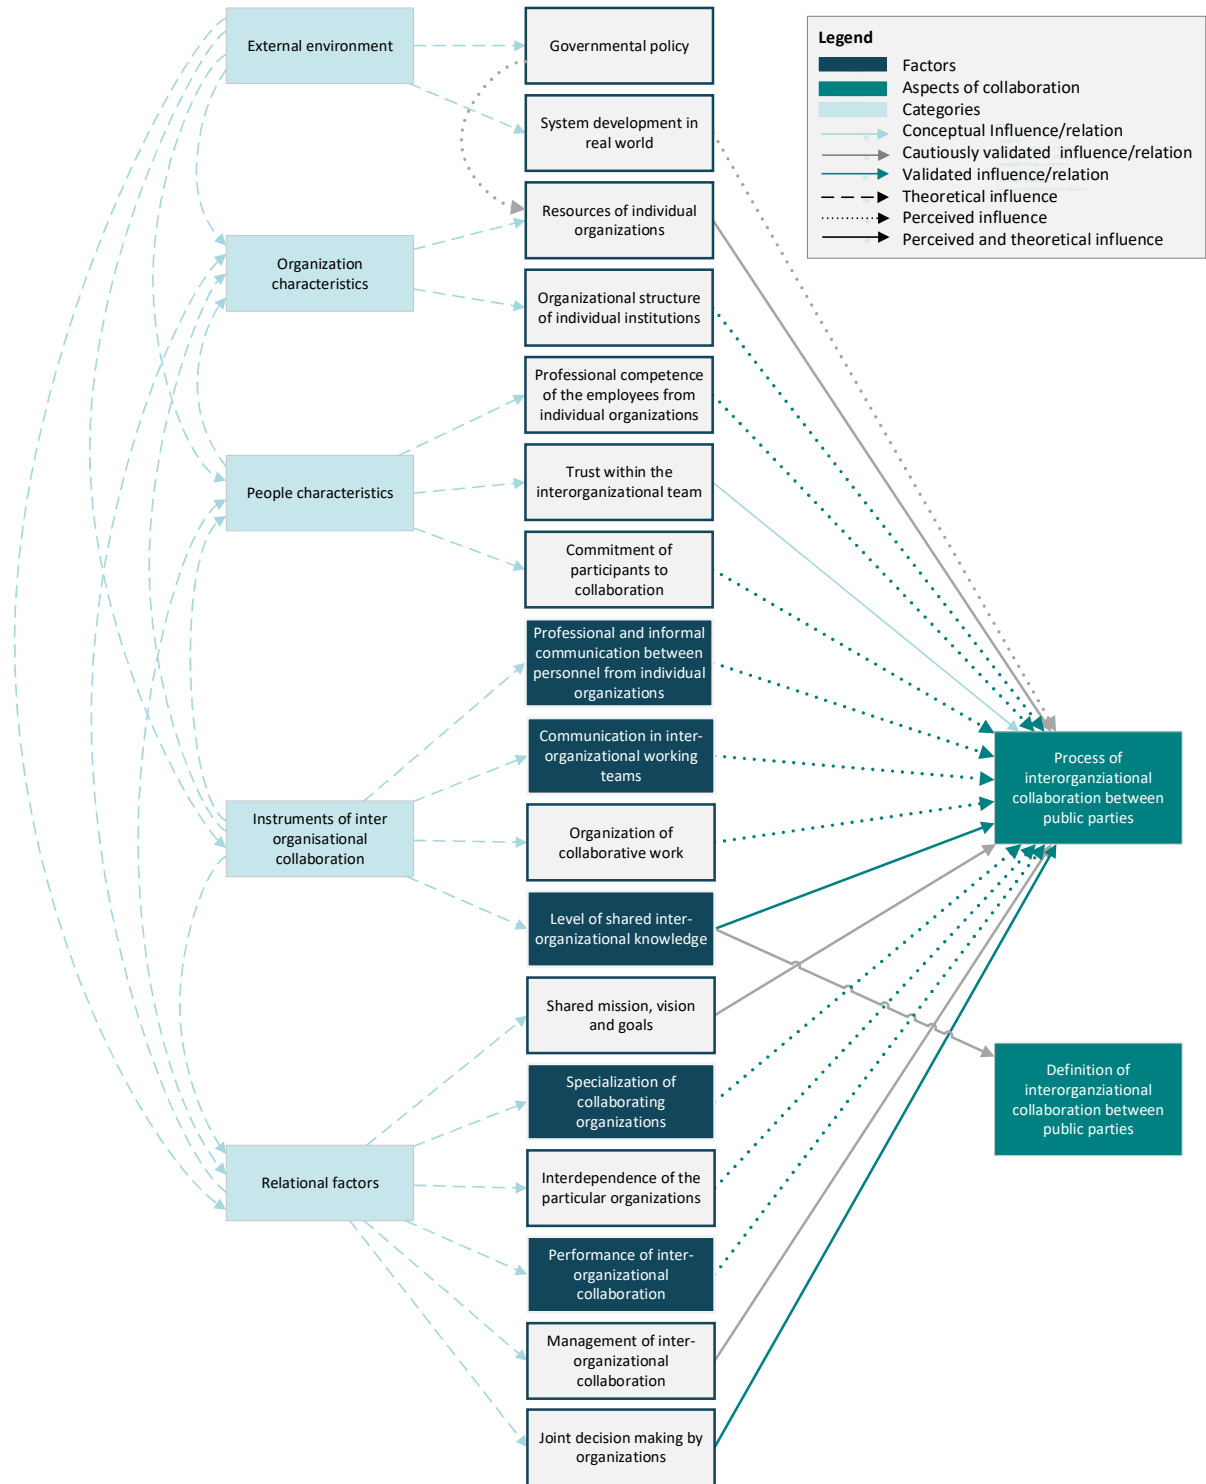 External environment
Governmental policy
System development in
real world
Resources of individual
organizations
Organization
characteristics
Organizational structure
of individual institutions
Professional competence
of the employees from
individual organizations
People characteristics
Trust within the
interorganizational team
Commitment of
participants to
collaboration
Professional and informal
communication between
personnel from individual
organizations
Communication in inter-
organizational working
teams
Instruments of inter
organisational
collaboration
Organization of
collaborative work
Level of shared inter-
organizational knowledge
Shared mission, vision
and goals
Specialization of
collaborating
organizations
Relational factors
Interdependence of the
particular organizations
Performance of inter-
organizational
collaboration
Management of inter-
organizational
collaboration
Joint decision making by
organizations
Process of
interorganziational
collaboration between
public parties
Definition of
interorganziational
collaboration between
public parties
Legend
Factors
Aspects of collaboration
Categories
Conceptual Influence/relation
Cautiously validated influence/relation
Validated influence/relation
Theoretical influence
Perceived influence
Perceived and theoretical influence